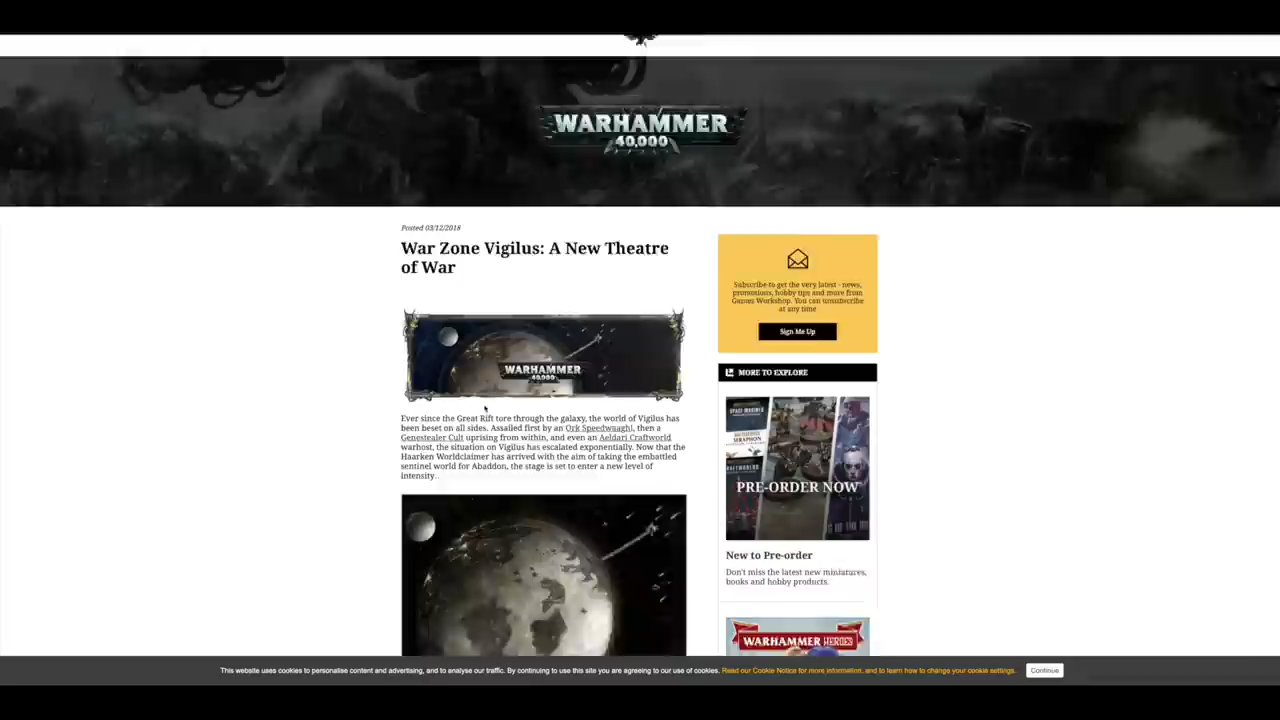 WARHAMMER
40,000
Posted 03/12/2018
War Zone Vigilus: A New Theatre
of War
WARHAMMER
40,000
Ever since the Great Rift tore through the galaxy, the world of Vigilus has
been beset on all sides. Assailed first by an Ork Speedwaagh!, then a
Genestealer Cult uprising from within, and even an Aeldari Craftworld
warhost, the situation on Vigilus has escalated exponentially. Now that the
Haarken Worldclaimer has arrived with the aim of taking the embattled
sentinel world for Abaddon, the stage is set to enter a new level of
intensity..
Subscribe to get the very latest - news,
promotions, hobby tips and more from
Games Workshop. You can unsubscribe
at any time
Sign Me Up
MORE TO EXPLORE
SPACE MARINES
SERAPHON
PRE-ORDER NOW
New to Pre-order
Don't miss the latest new miniatures,
books and hobby products.
WARHAMMER HEROES
This website uses cookies to personalise content and advertising, and to analyse our traffic. By continuing to use this site you are agreeing to our use of cookies. Read our Cookie Notice for more information, and to learn how to change your cookie settings.
Continue